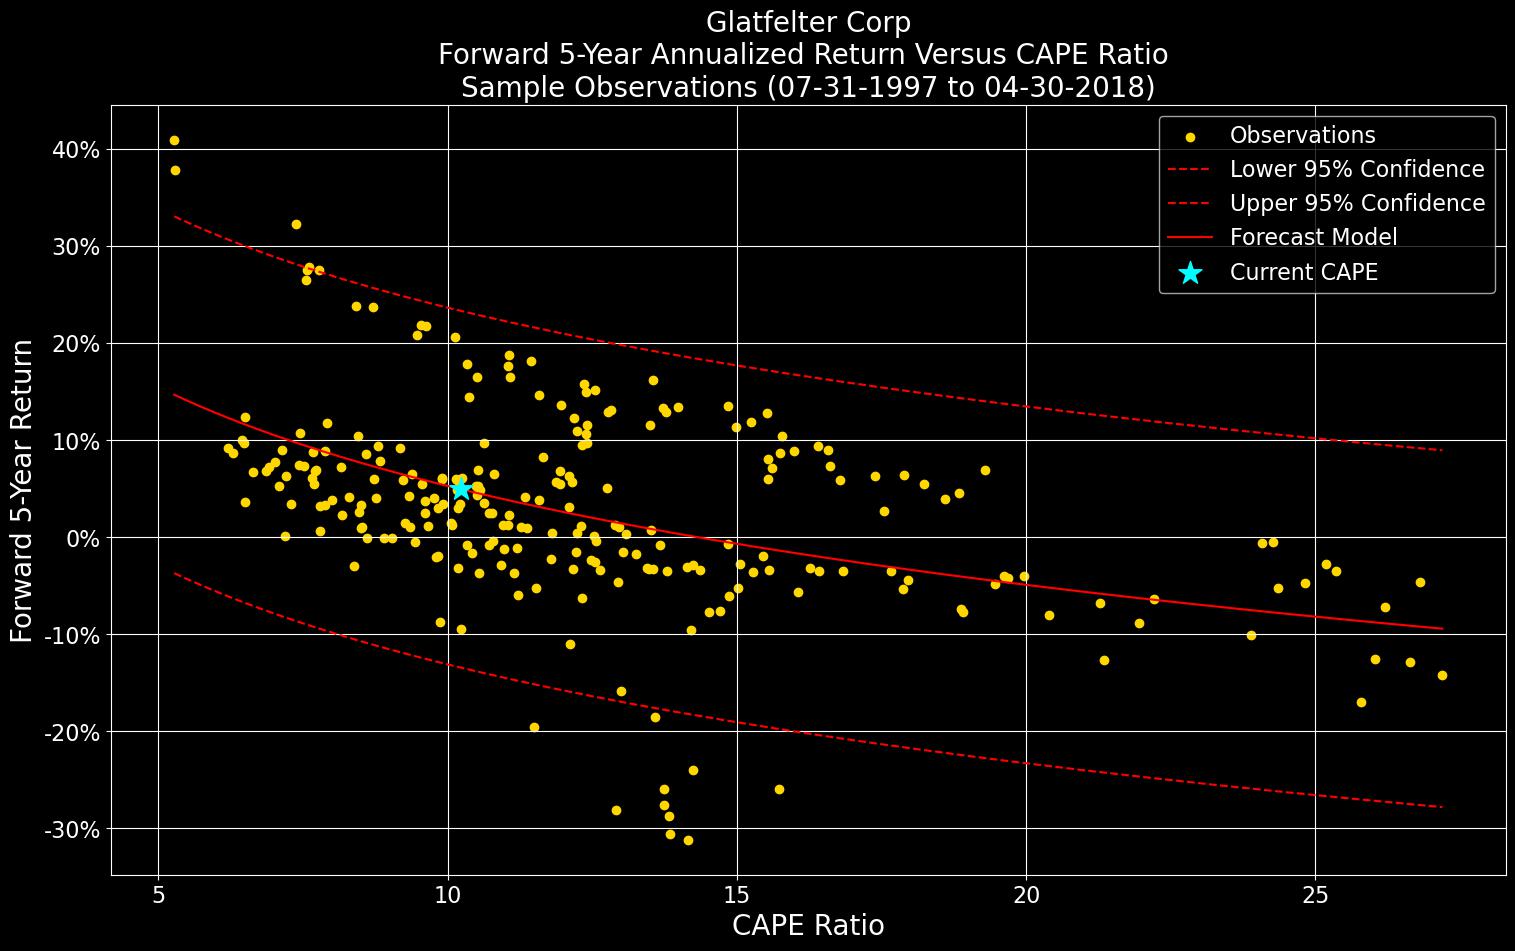 Glatfelter Corp
Forward 5-Year Annualized Return Versus CAPE Ratio
Sample Observations (07-31-1997 to 04-30-2018)
Observations
Lower 95% Confidence
Upper 95% Confidence
Forecast Model
Current CAPE
Forward 5-Year Return
40%
30%
20%
10%
0%
-10%
-20%
-30%
5 10 15 20 25
CAPE Ratio